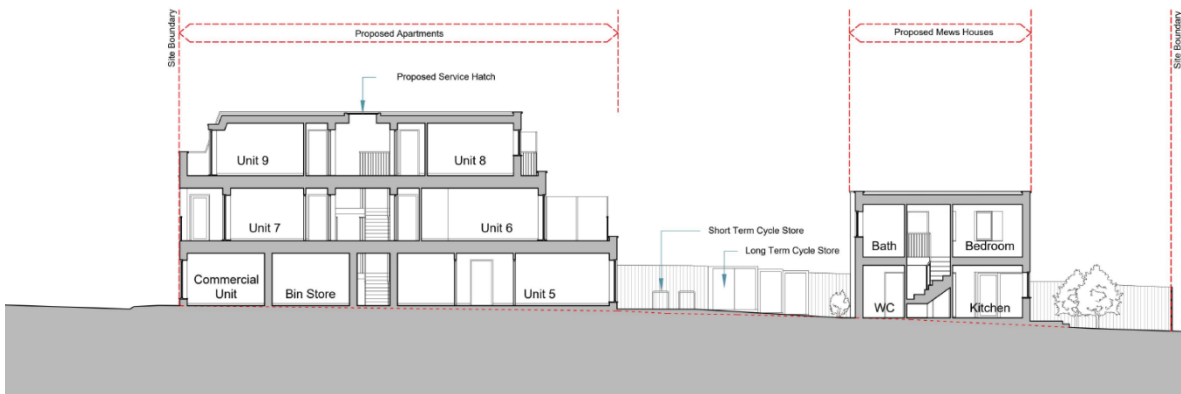 Site Boundary
Proposed Apartments
Proposed Mews Houses
Site Boundary
Proposed Service Hatch
Unit 9
Unit 8
Unit 7
Unit 6
Short Term Cycle Store
Long Term Cycle Store
Bath
Bedroom
Commercial
Unit
Bin Store
Unit 5
WC
Kitchen